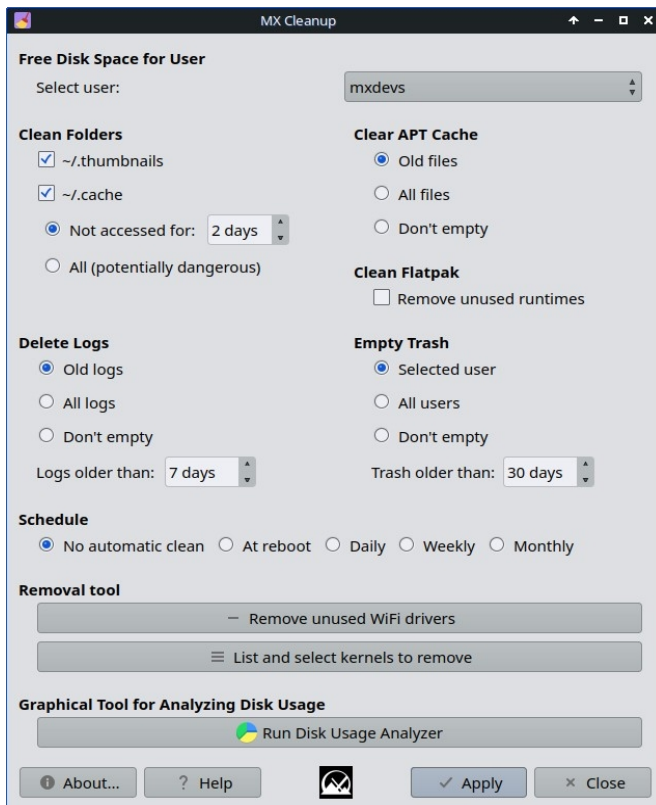 MX Cleanup
Free Disk Space for User
Select user: mxdevs
Clean Folders
~/.thumbnails
~/.cache
Not accessed for: 2 days
All (potentially dangerous)
Clear APT Cache
Old files
All files
Don't empty
Clean Flatpak
Remove unused runtimes
Delete Logs
Old logs
All logs
Don't empty
Logs older than: 7 days
Empty Trash
Selected user
All users
Don't empty
Trash older than: 30 days
Schedule
No automatic clean At reboot Daily Weekly Monthly
Removal tool
Remove unused WiFi drivers
List and select kernels to remove
Graphical Tool for Analyzing Disk Usage
Run Disk Usage Analyzer
About... Help Apply Close